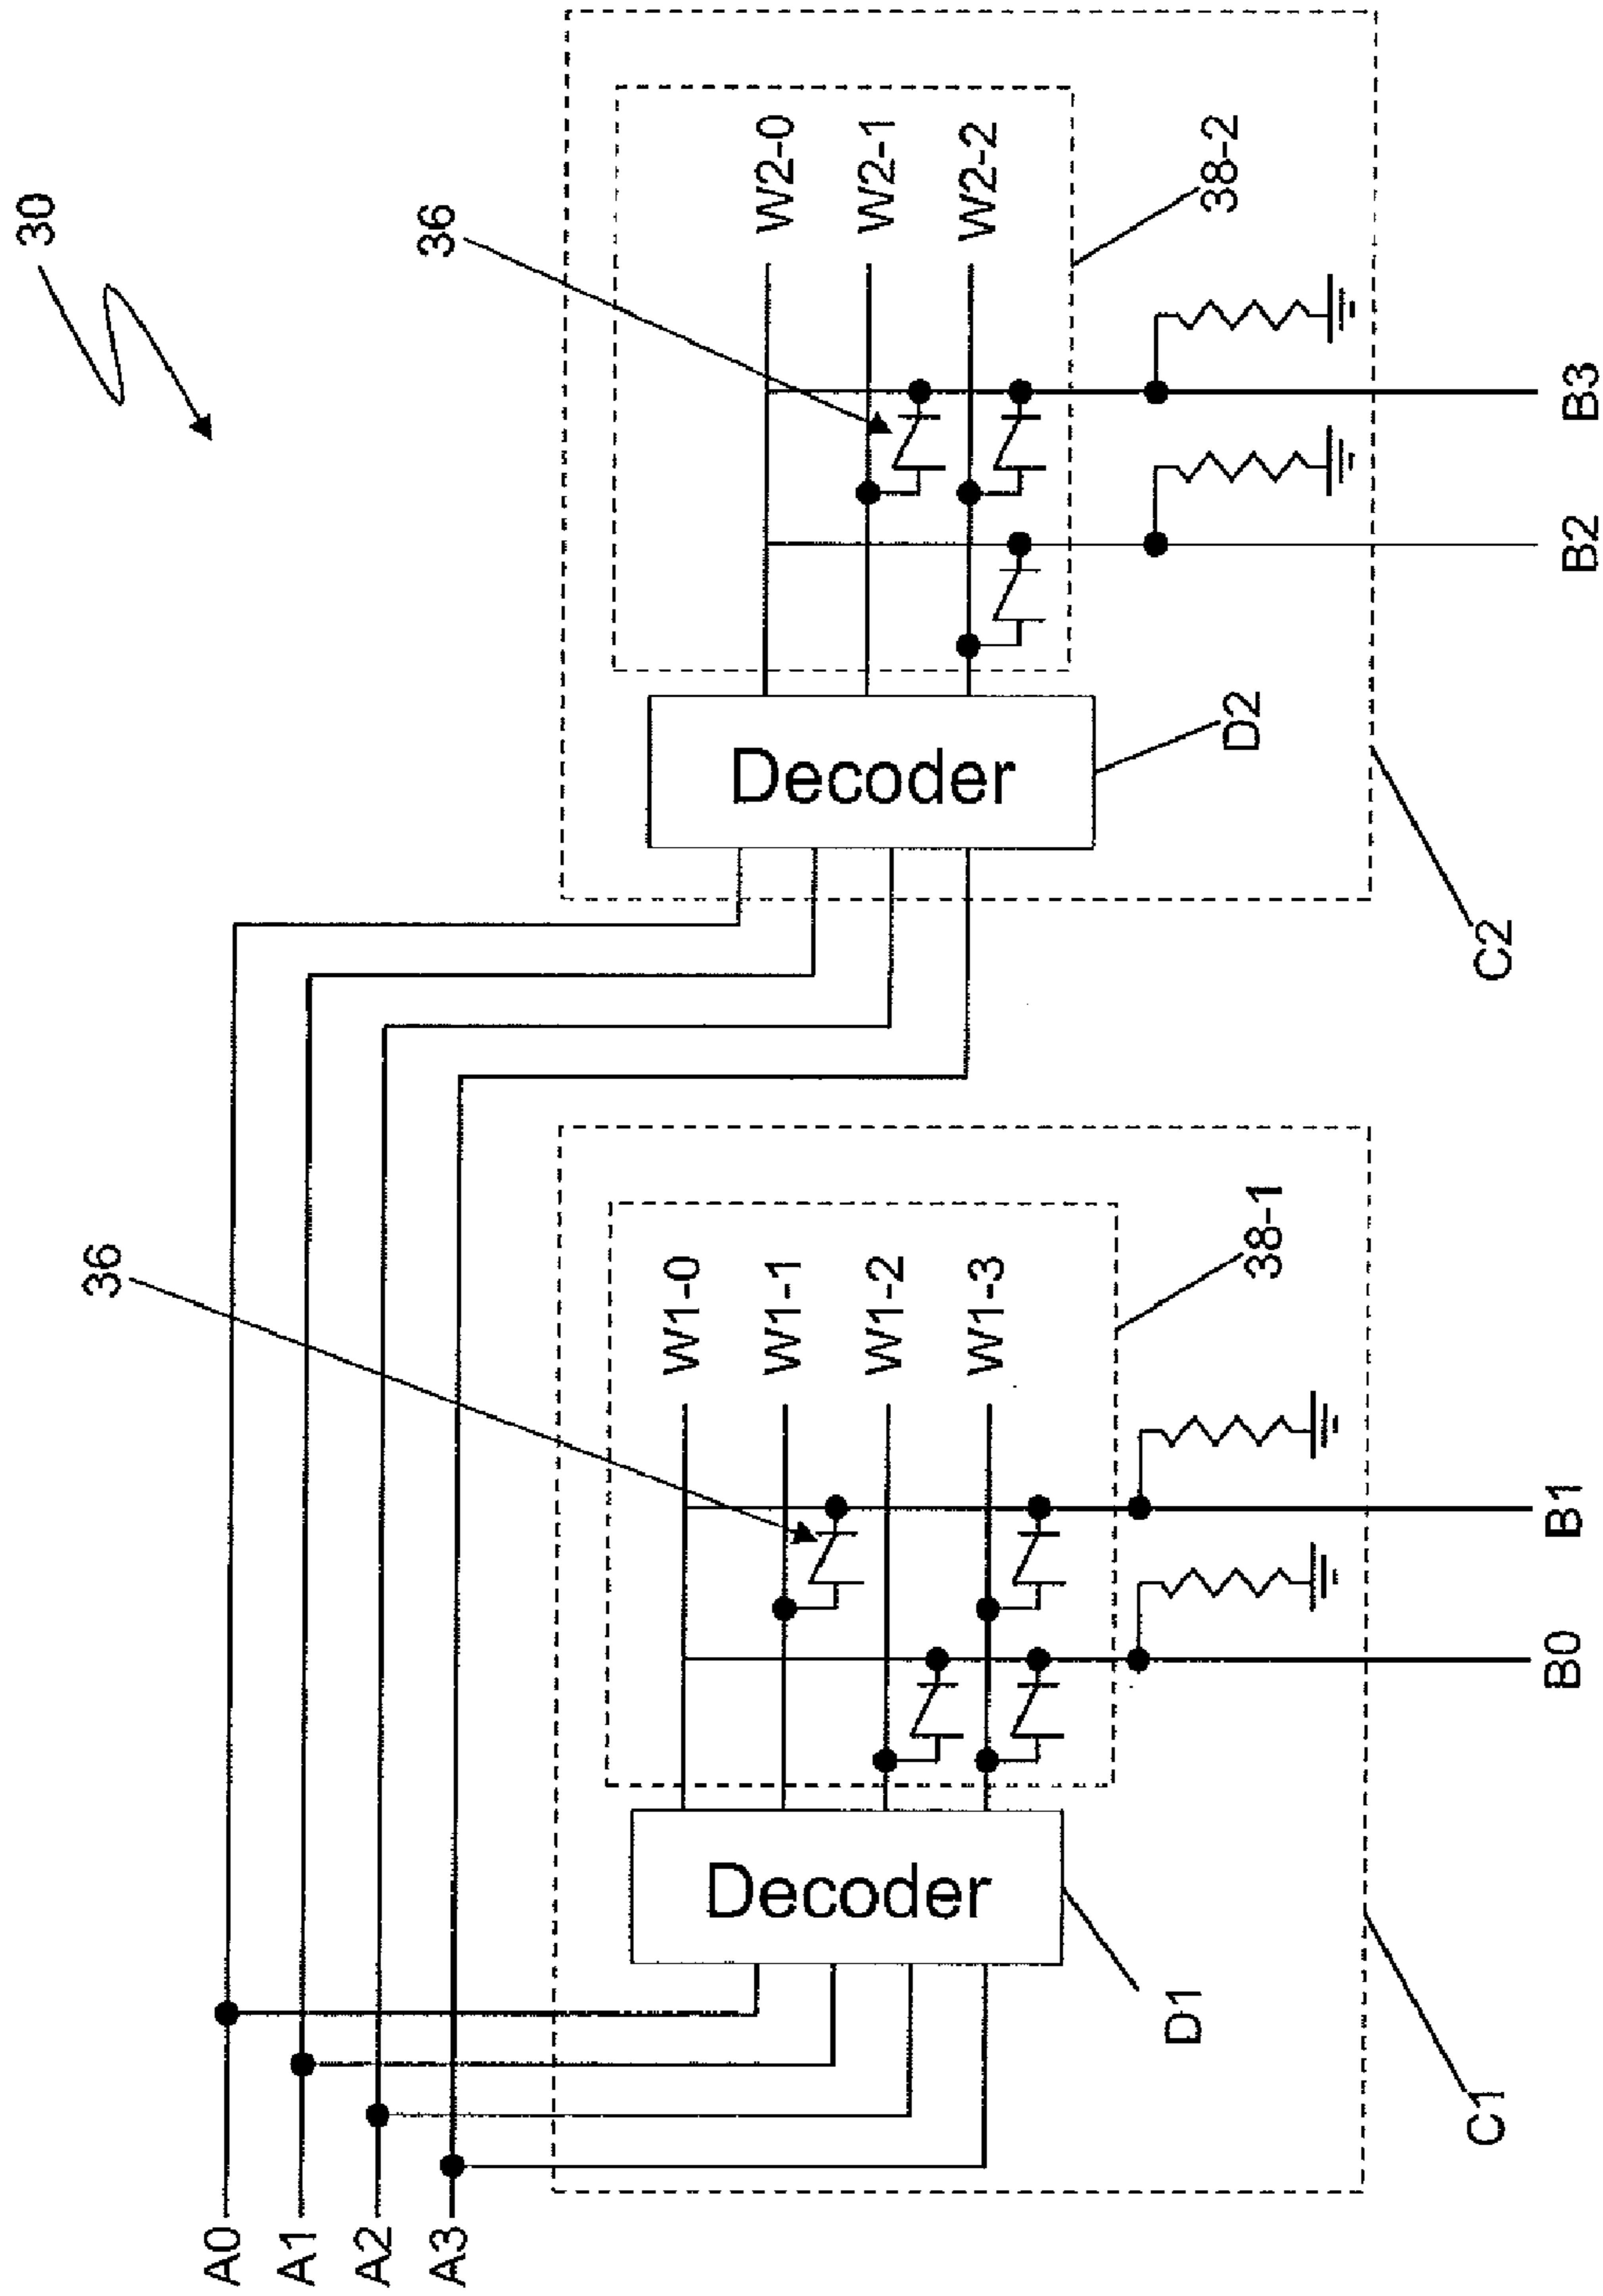 30
36
36
A0
A1
A2
A3
Decoder
D1
W1-0
W1-1
W1-2
W1-3
38-1
B0
B1
C1
Decoder
D2
W2-0
W2-1
W2-2
38-2
B2
B3
C2